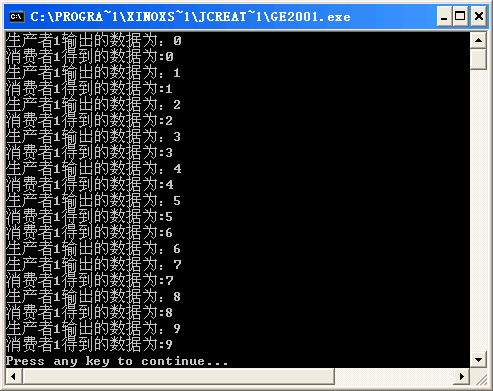 C:\PROGRA~1\XINOXS~1\JCREAT~1\GE2001.exe
生产者1输出的数据为: 0
消费者1得到的数据为:0
生产者1输出的数据为: 1
消费者1得到的数据为:1
生产者1输出的数据为: 2
消费者1得到的数据为:2
生产者1输出的数据为: 3
消费者1得到的数据为:3
生产者1输出的数据为: 4
消费者1得到的数据为:4
生产者1输出的数据为: 5
消费者1得到的数据为:5
消费者1得到的数据为:6
生产者1输出的数据为: 6
生产者1输出的数据为: 7
消费者1得到的数据为:7
生产者1输出的数据为: 8
消费者1得到的数据为:8
生产者1输出的数据为: 9
消费者1得到的数据为:9
Press any key to continue...